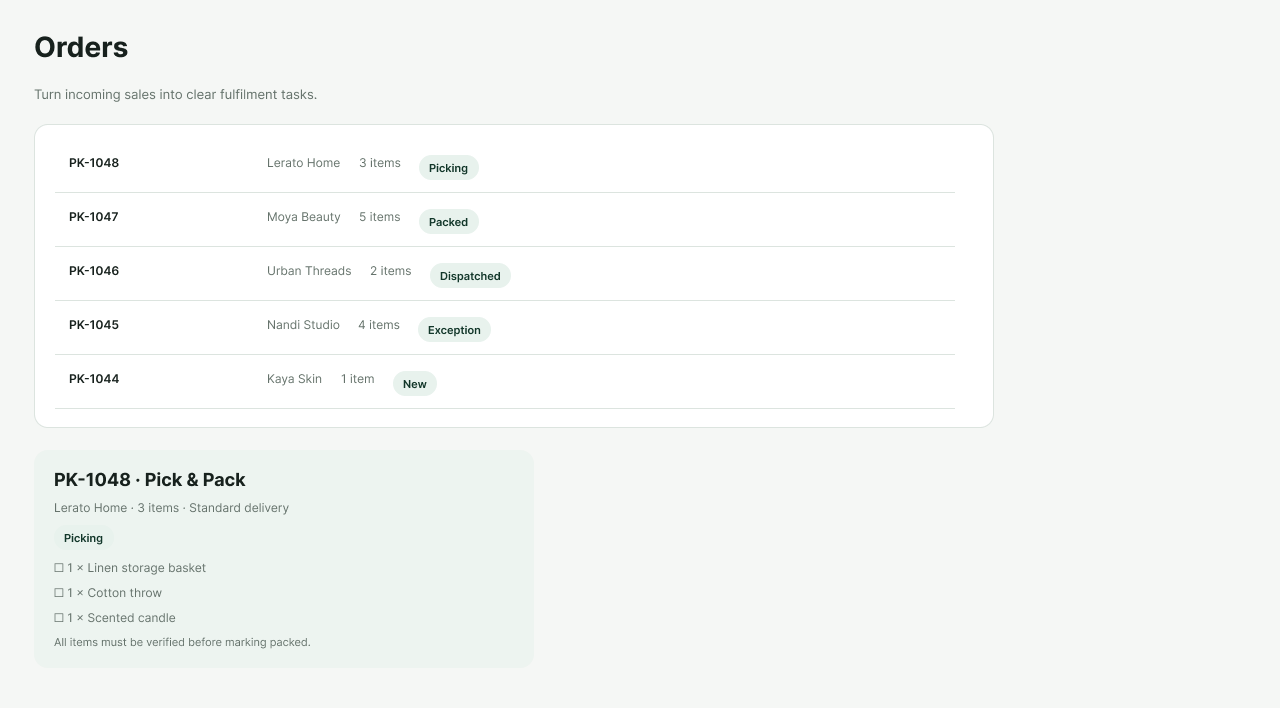 Orders
Turn incoming sales into clear fulfilment tasks.
PK-1048 Lerato Home 3 items Picking
PK-1047 Moya Beauty 5 items Packed
PK-1046 Urban Threads 2 items Dispatched
PK-1045 Nandi Studio 4 items Exception
PK-1044 Kaya Skin 1 item New
PK-1048 · Pick & Pack
Lerato Home · 3 items · Standard delivery
Picking
☐ 1 × Linen storage basket
☐ 1 × Cotton throw
☐ 1 × Scented candle
All items must be verified before marking packed.